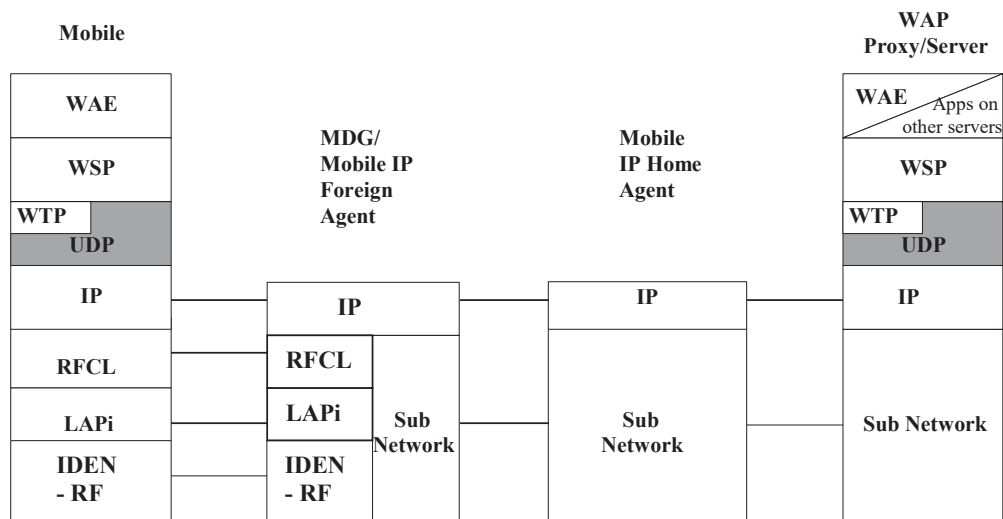 Mobile
WAP
Proxy/Server
MDG/
Mobile IP
Foreign
Agent
Mobile
IP Home
Agent
WAE
WSP
WTP
UDP
IP
RFCL
LAPi
IDEN
- RF
IP
RFCL
LAPi
IDEN
- RF
Sub
Network
IP
Sub
Network
WAE
Apps on
other servers
WSP
WTP
UDP
IP
Sub Network